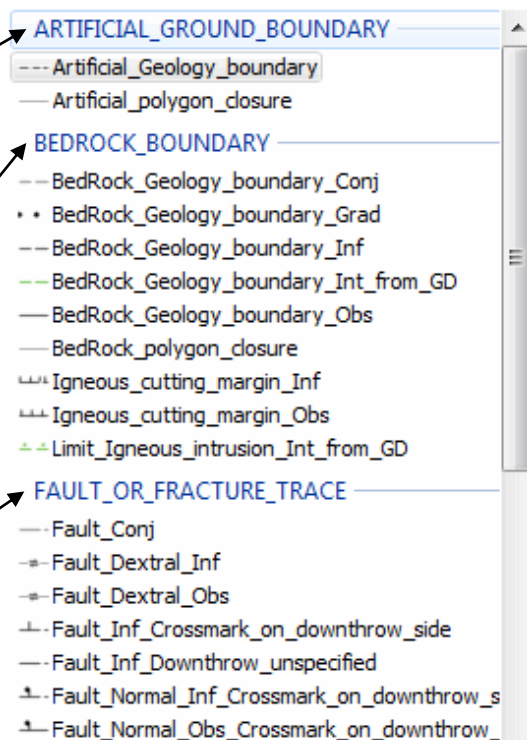 ARTIFICIAL_GROUND_BOUNDARY
Artificial_Geology_boundary
Artificial_polygon_closure
BEDROCK_BOUNDARY
BedRock_Geology_boundary_Conj
BedRock_Geology_boundary_Grad
BedRock_Geology_boundary_Inf
BedRock_Geology_boundary_Int_from_GD
BedRock_Geology_boundary_Obs
BedRock_polygon_closure
Igneous_cutting_margin_Inf
Igneous_cutting_margin_Obs
Limit_Igneous_intrusion_Int_from_GD
FAULT_OR_FRACTURE_TRACE
Fault_Conj
Fault_Dextral_Inf
Fault_Dextral_Obs
Fault_Inf_Crossmark_on_downthrow_side
Fault_Inf_Downthrow_unspecified
Fault_Normal_Inf_Crossmark_on_downthrow_s
Fault_Normal_Obs_Crossmark_on_downthrow_